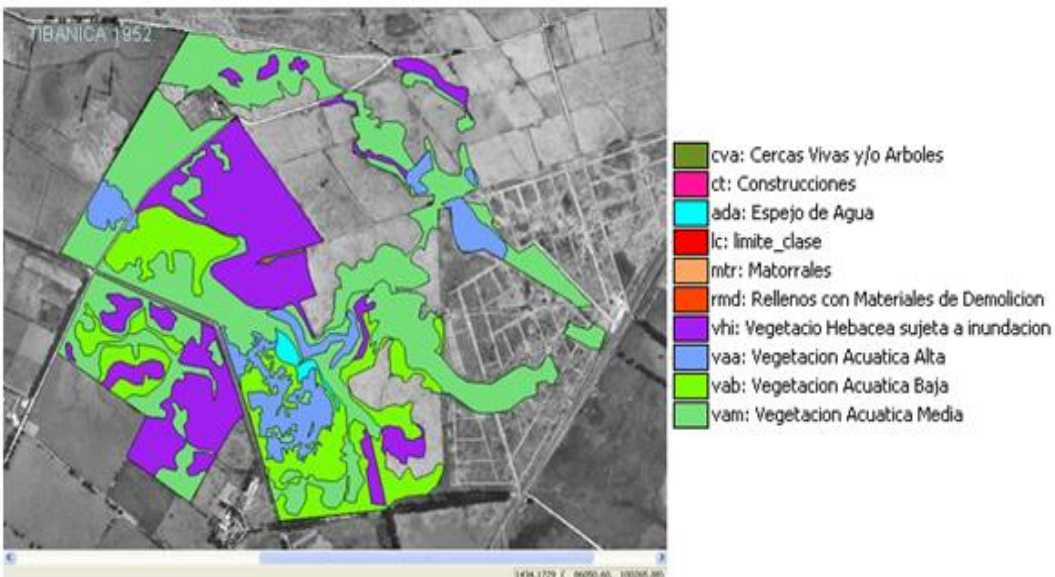 TIBANICA 1952
cva: Cercas Vivas y/o Arboles
ct: Construcciones
ada: Espejo de Agua
lc: limite_clase
mtr: Matorrales
rmd: Rellenos con Materiales de Demolicion
vhi: Vegetacio Hebacea sujeta a inundacion
vaa: Vegetacion Acuatica Alta
vab: Vegetacion Acuatica Baja
vam: Vegetacion Acuatica Media